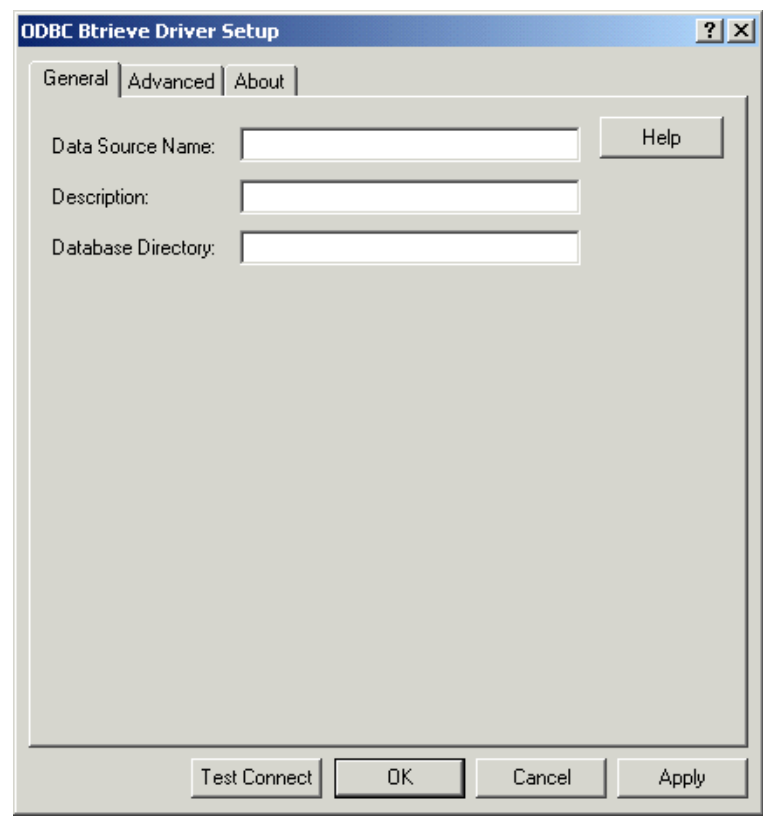 ODBC Btrieve Driver Setup
General Advanced About
Data Source Name: Help
Description:
Database Directory:
Test Connect OK Cancel Apply